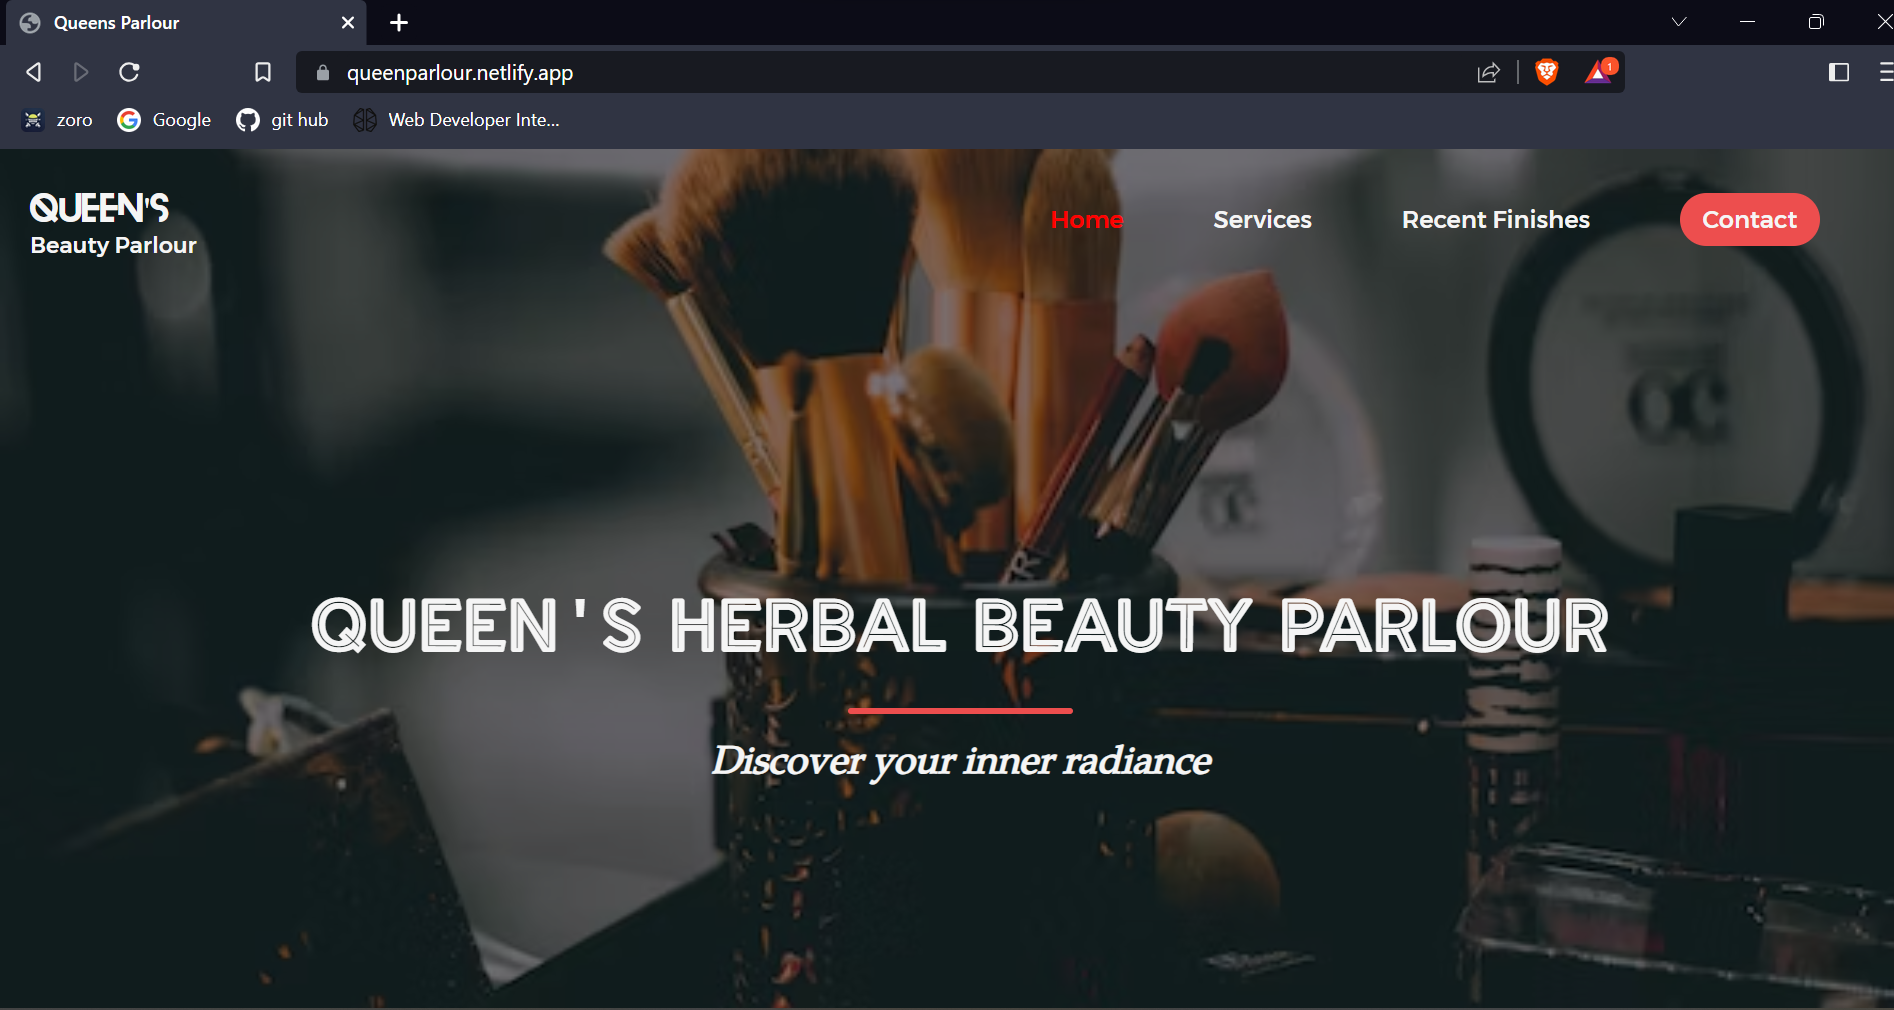 Queens Parlour
queenparlour.netlify.app
1
zoro
Google
git hub
Web Developer Inte...
QUEEN'S
Beauty Parlour
Home
Services
Recent Finishes
Contact
QUEEN'S HERBAL BEAUTY PARLOUR
Discover your inner radiance